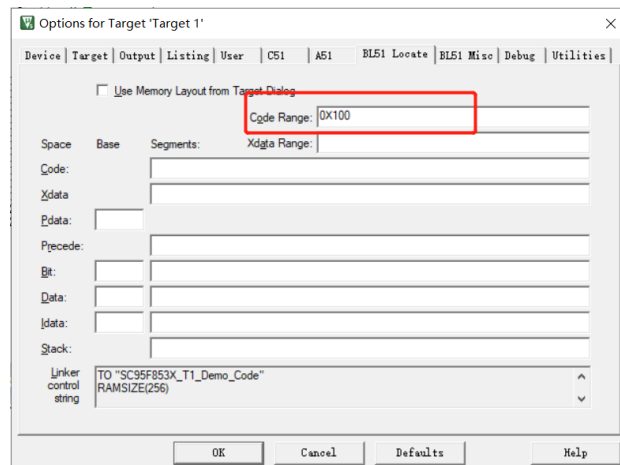 Options for Target 'Target 1'
Device Target Output Listing User C51 A51 BL51 Locate BL51 Misc Debug Utilities
Use Memory Layout from Target Dialog
Code Range: 0X100
Space Base Segments: Xdata Range:
Code:
Xdata
Pdata:
Precede:
Bit:
Data:
Idata:
Stack:
Linker control string
TO "SC95F853X_T1_Demo_Code"
RAMSIZE(256)
OK Cancel Defaults Help